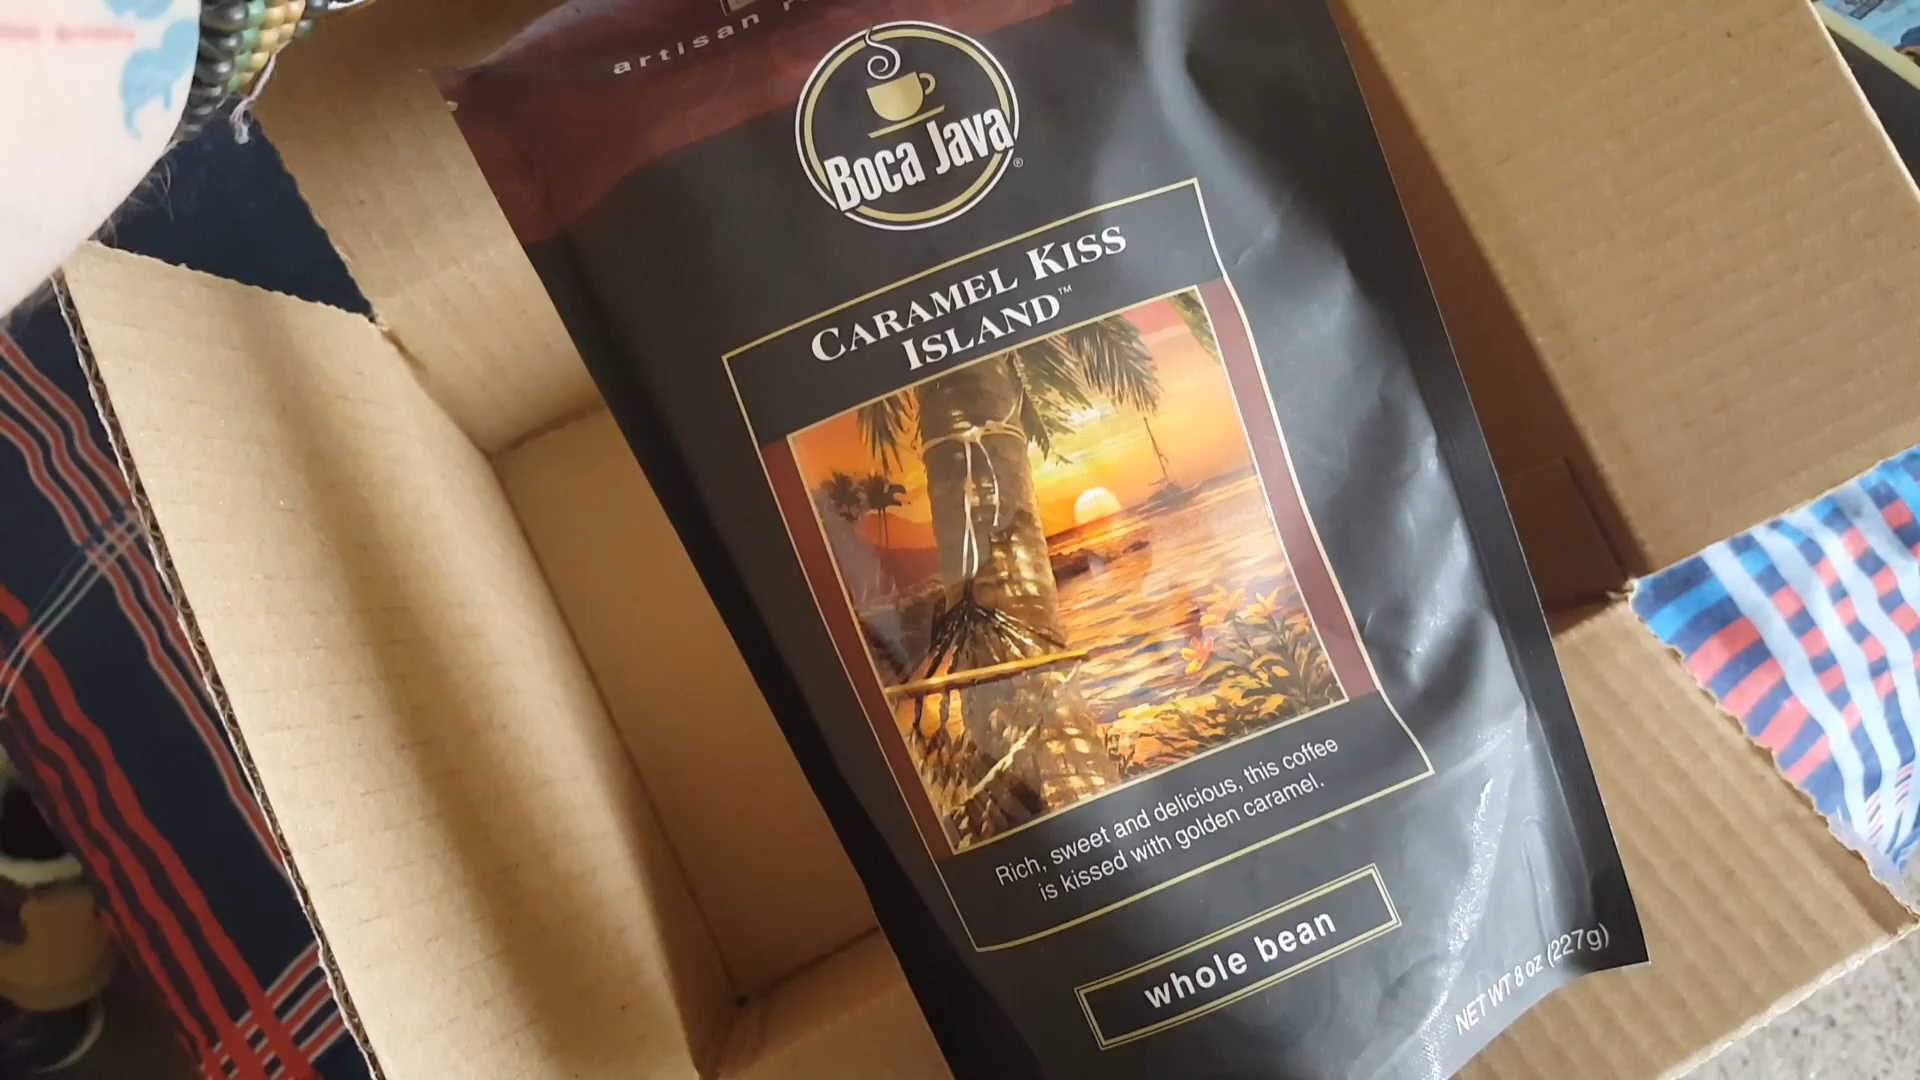 artisan
Boca Java®
CARAMEL KISS
ISLAND™
Rich, sweet and delicious, this coffee
is kissed with golden caramel.
whole bean
NET WT 8 oz (227g)